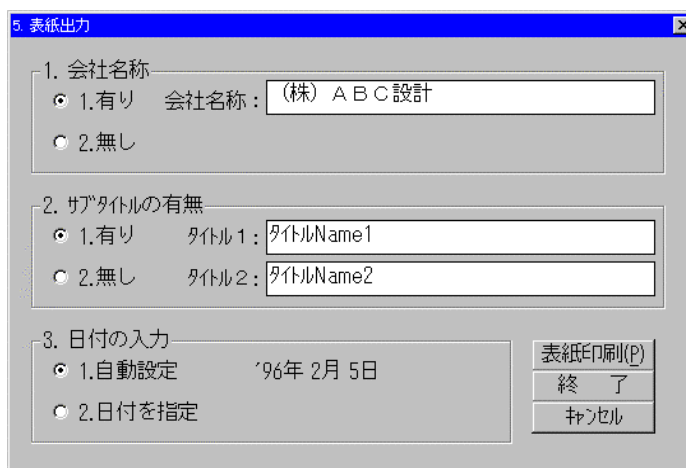 5. 表紙出力
1. 会社名称
1.有り 会社名称： （株）ＡＢＣ設計
2.無し
2. ｻﾌﾞﾀｲﾄﾙの有無
1.有り ﾀｲﾄﾙ１： ﾀｲﾄﾙName1
2.無し ﾀｲﾄﾙ２： ﾀｲﾄﾙName2
3. 日付の入力
1.自動設定 '96年 2月 5日
2.日付を指定
表紙印刷(P)
終　了
ｷｬﾝｾﾙ